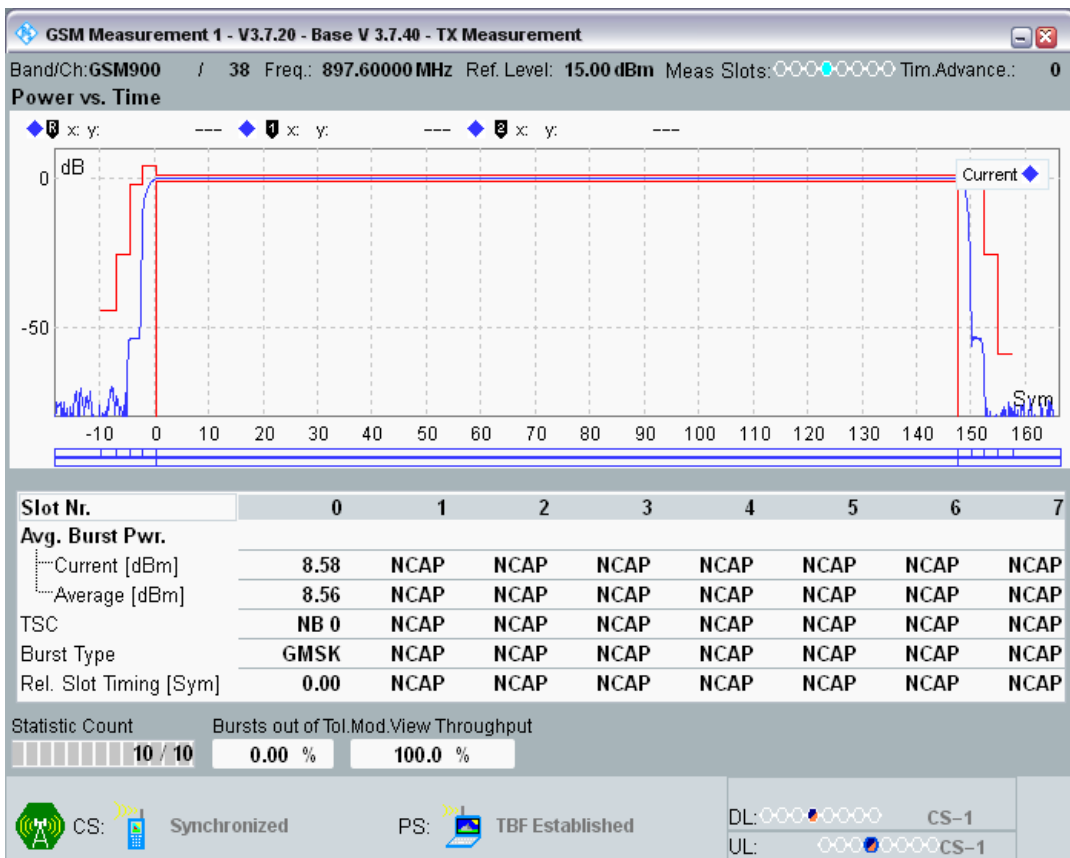 GSM Measurement 1 - V3.7.20 - Base V 3.7.40 - TX Measurement
Band/Ch:GSM900 / 38 Freq.: 897.60000 MHz Ref. Level: 15.00 dBm Meas Slots: Tim.Advance.: 0
Power vs. Time
R x: y: --- 1 x: y: --- 2 x: y: ---
dB
Current
0
-50
Sym
-10 0 10 20 30 40 50 60 70 80 90 100 110 120 130 140 150 160
Slot Nr. 0 1 2 3 4 5 6 7
Avg. Burst Pwr.
Current [dBm] 8.58 NCAP NCAP NCAP NCAP NCAP NCAP NCAP
Average [dBm] 8.56 NCAP NCAP NCAP NCAP NCAP NCAP NCAP
TSC NB 0 NCAP NCAP NCAP NCAP NCAP NCAP NCAP
Burst Type GMSK NCAP NCAP NCAP NCAP NCAP NCAP NCAP
Rel. Slot Timing [Sym] 0.00 NCAP NCAP NCAP NCAP NCAP NCAP NCAP
Statistic Count Bursts out of Tol. Mod.View Throughput
10 / 10 0.00 % 100.0 %
CS: Synchronized PS: TBF Established DL: CS-1
UL: CS-1